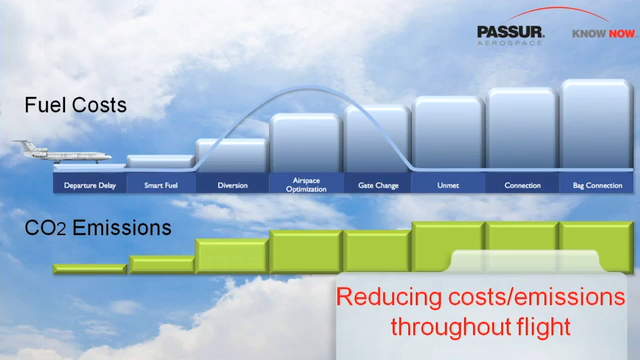 PASSUR.
AEROSPACE
KNOW NOW
Fuel Costs
Departure Delay
Smart Fuel
Diversion
Airspace
Optimization
Gate Change
Unmet
Connection
Bag Connection
CO2 Emissions
Reducing costs/emissions
throughout flight